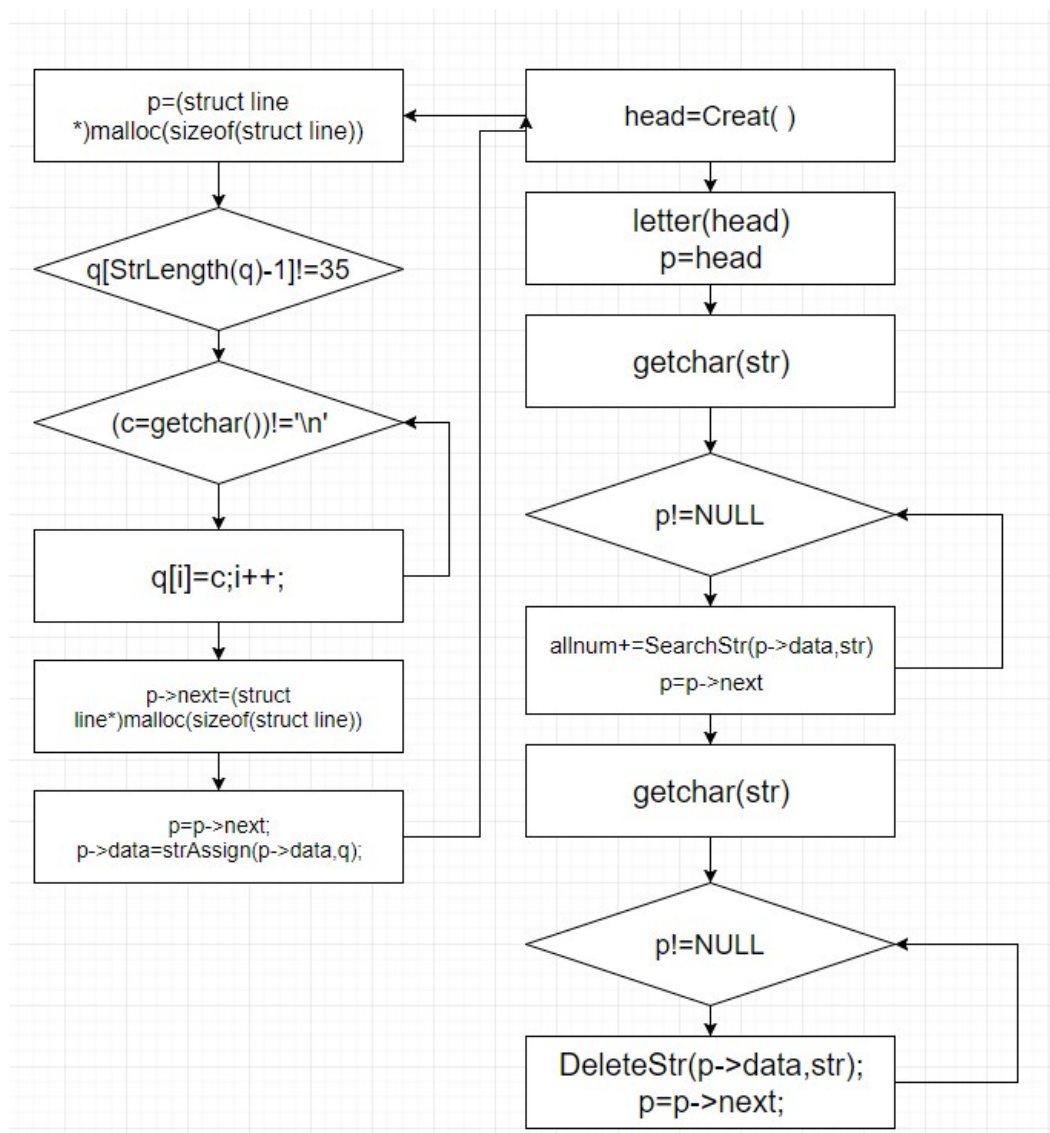 p=(struct line
*)malloc(sizeof(struct line))
q[StrLength(q)-1]!=35
(c=getchar())!='\n'
q[i]=c;i++;
p->next=(struct
line*)malloc(sizeof(struct line))
p=p->next;
p->data=strAssign(p->data,q);
head=Creat( )
letter(head)
p=head
getchar(str)
p!=NULL
allnum+=SearchStr(p->data,str)
p=p->next
getchar(str)
p!=NULL
DeleteStr(p->data,str);
p=p->next;